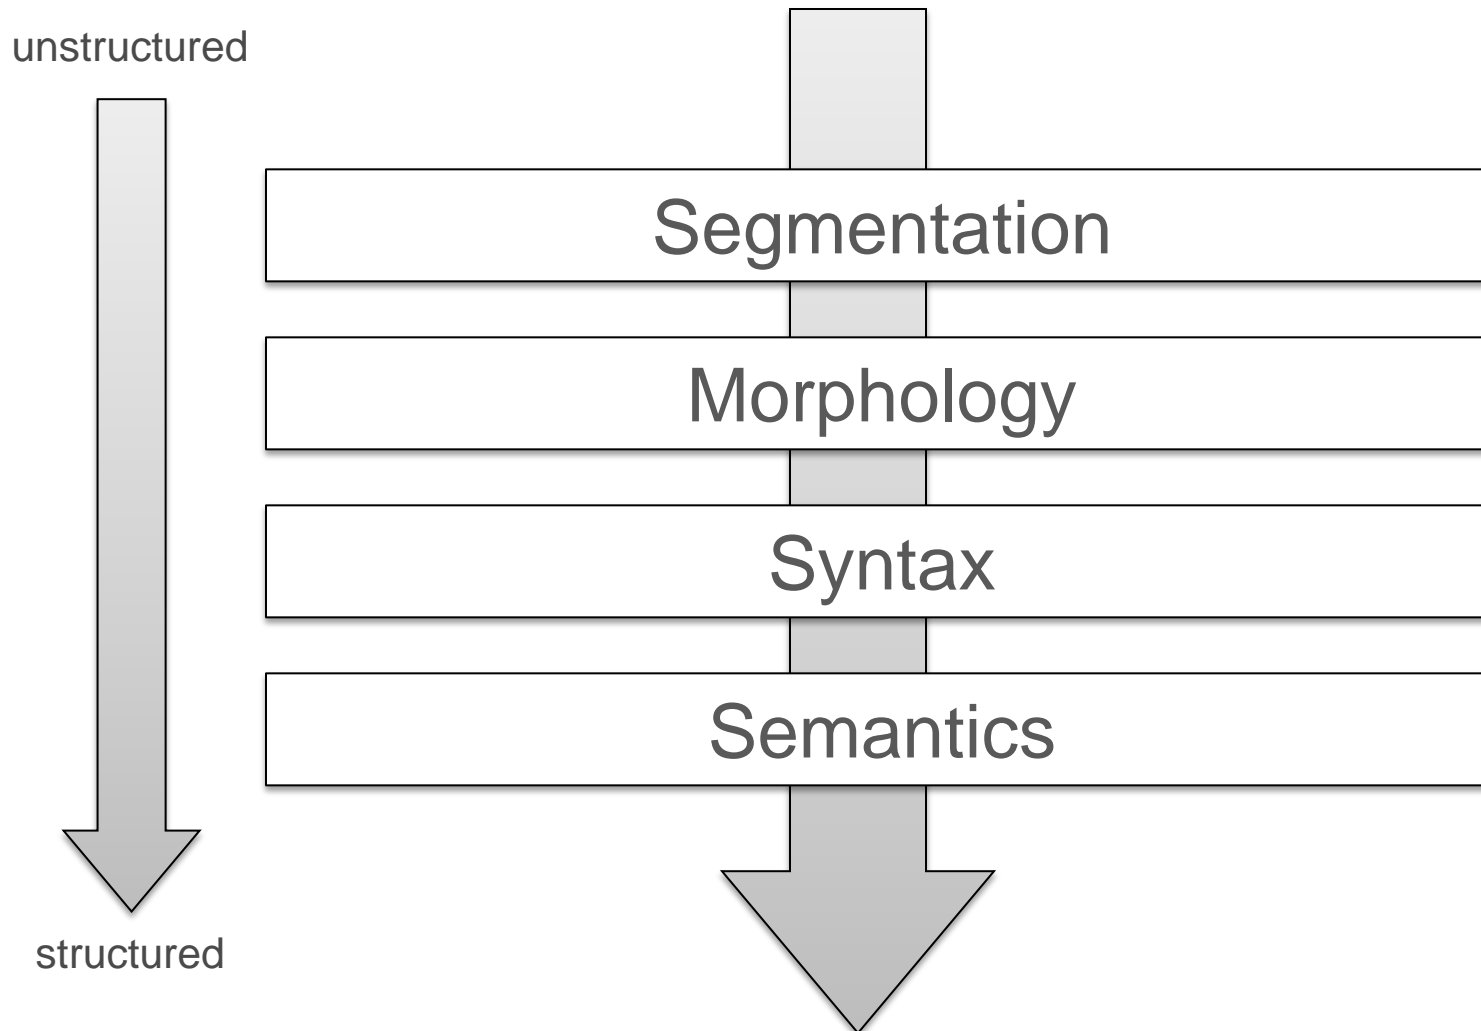 unstructured
Segmentation
Morphology
Syntax
Semantics
structured